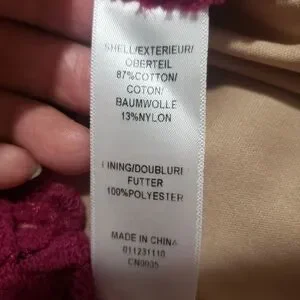 SHELL/EXTERIEUR/
OBERTEIL
87%COTTON/
COTON/
BAUMWOLLE
13%NYLON
LINING/DOUBLURE
FUTTER
100%POLYESTER
MADE IN CHINA
011231110
CN0035